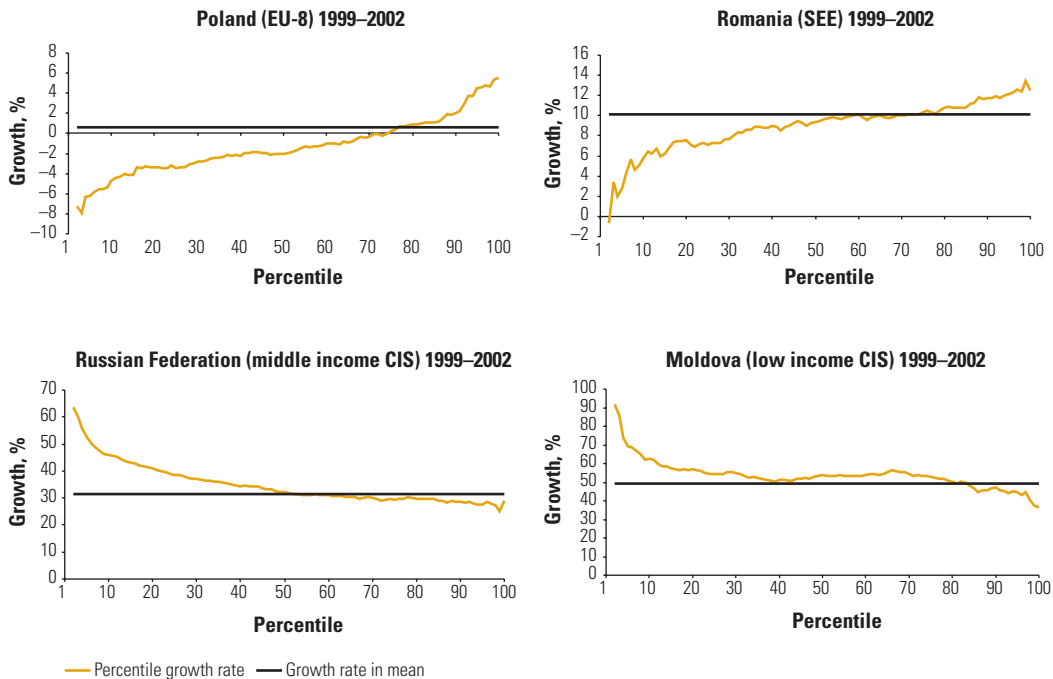 Poland (EU-8) 1999–2002
Growth, %
8
6
4
2
0
–2
–4
–6
–8
–10
1 10 20 30 40 50 60 70 80 90 100
Percentile
Romania (SEE) 1999–2002
Growth, %
16
14
12
10
8
6
4
2
0
–2
1 10 20 30 40 50 60 70 80 90 100
Percentile
Russian Federation (middle income CIS) 1999–2002
Growth, %
70
60
50
40
30
20
10
0
1 10 20 30 40 50 60 70 80 90 100
Percentile
Moldova (low income CIS) 1999–2002
Growth, %
100
90
80
70
60
50
40
30
20
10
0
1 10 20 30 40 50 60 70 80 90 100
Percentile
Percentile growth rate Growth rate in mean